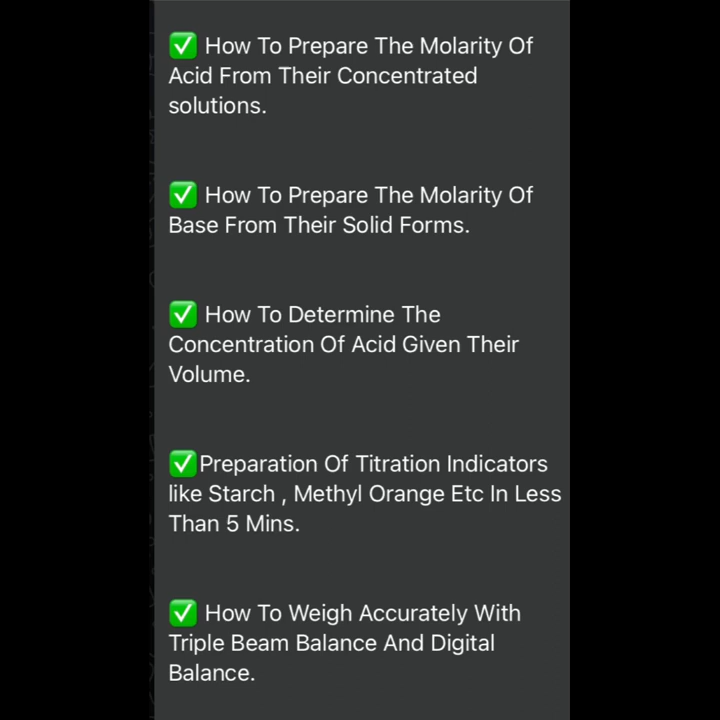 ✅ How To Prepare The Molarity Of
Acid From Their Concentrated
solutions.
✅ How To Prepare The Molarity Of
Base From Their Solid Forms.
✅ How To Determine The
Concentration Of Acid Given Their
Volume.
✅Preparation Of Titration Indicators
like Starch , Methyl Orange Etc In Less
Than 5 Mins.
✅ How To Weigh Accurately With
Triple Beam Balance And Digital
Balance.